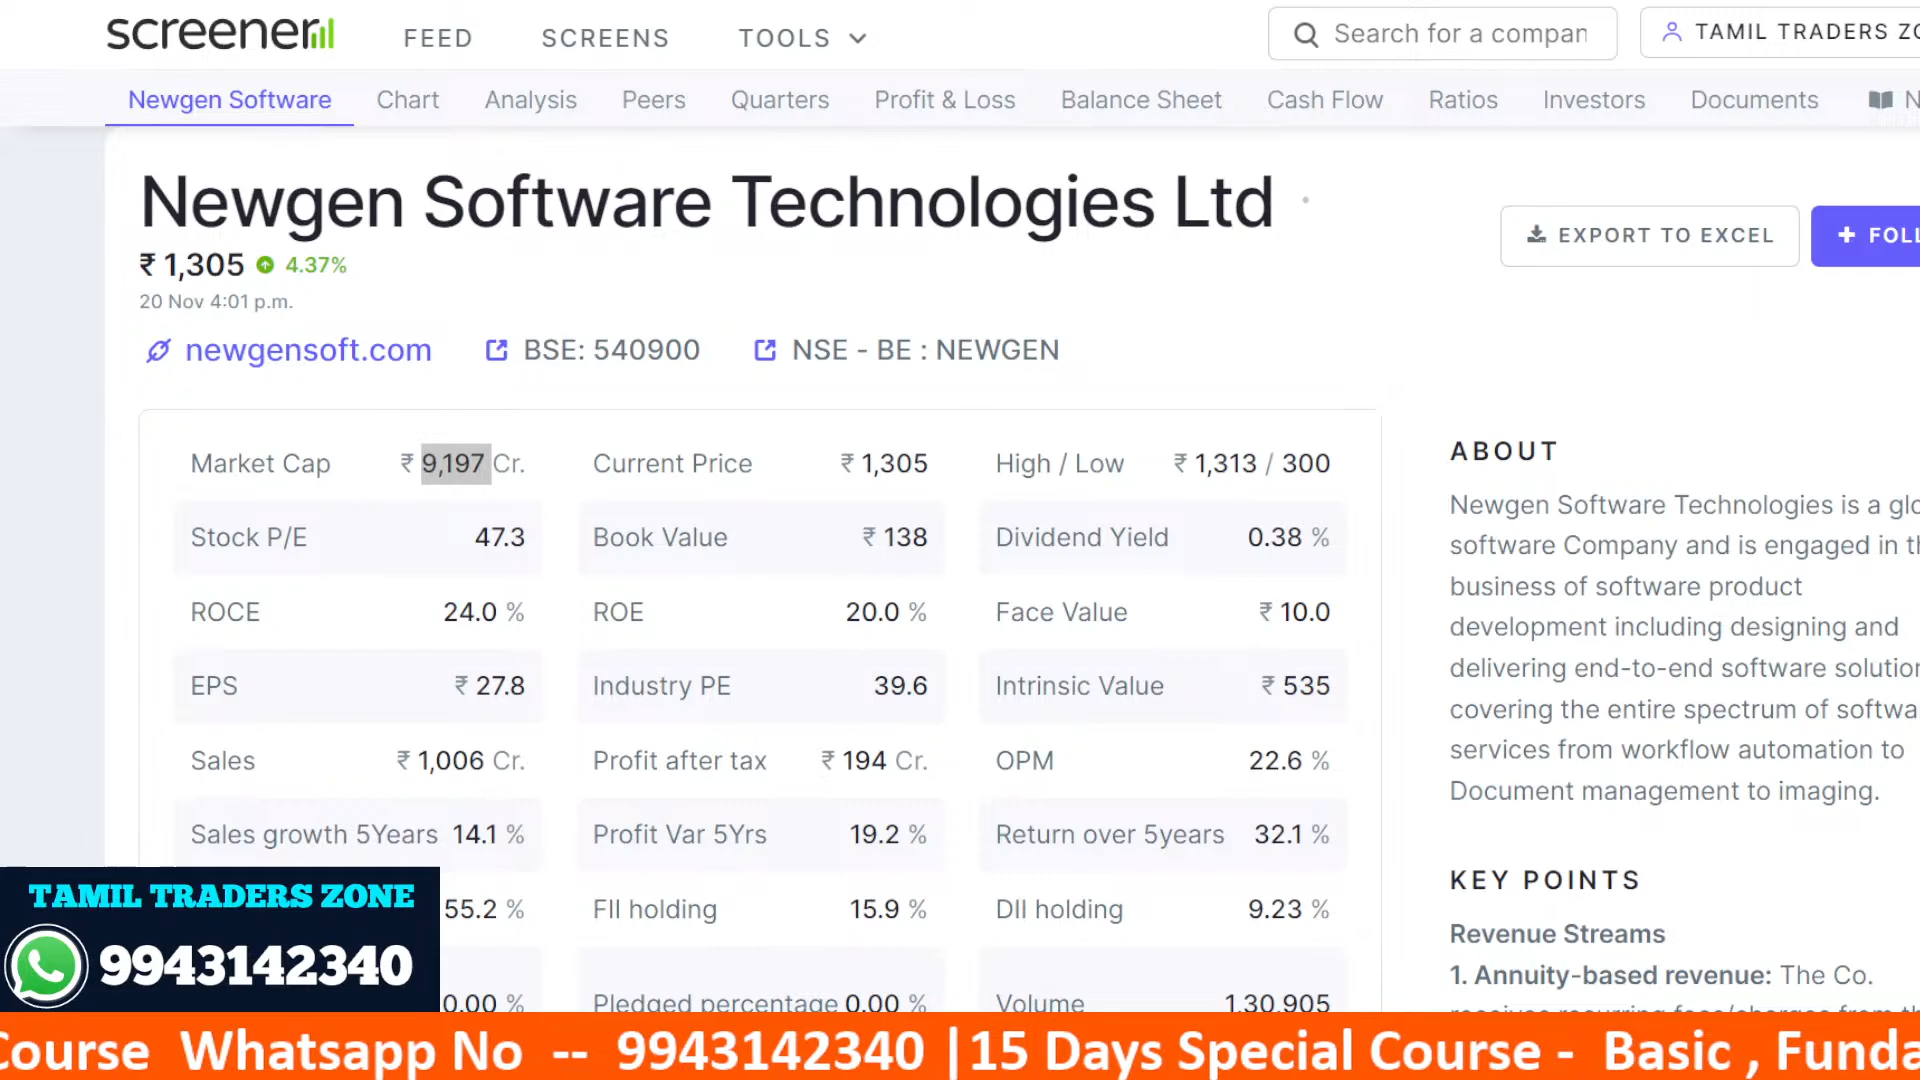 screener
FEED
SCREENS
TOOLS
Search for a compan
TAMIL TRADERS ZO
Newgen Software
Chart
Analysis
Peers
Quarters
Profit & Loss
Balance Sheet
Cash Flow
Ratios
Investors
Documents
N
Newgen Software Technologies Ltd
EXPORT TO EXCEL
+ FOLL
₹ 1,305 4.37%
20 Nov 4:01 p.m.
newgensoft.com
BSE: 540900
NSE - BE : NEWGEN
Market Cap ₹ 9,197 Cr.
Current Price ₹ 1,305
High / Low ₹ 1,313 / 300
Stock P/E 47.3
Book Value ₹ 138
Dividend Yield 0.38 %
ROCE 24.0 %
ROE 20.0 %
Face Value ₹ 10.0
EPS ₹ 27.8
Industry PE 39.6
Intrinsic Value ₹ 535
Sales ₹ 1,006 Cr.
Profit after tax ₹ 194 Cr.
OPM 22.6 %
Sales growth 5Years 14.1 %
Profit Var 5Yrs 19.2 %
Return over 5years 32.1 %
55.2 %
FII holding 15.9 %
DII holding 9.23 %
0.00 %
Pledged percentage 0.00 %
Volume 1,30,905
ABOUT
Newgen Software Technologies is a glo
software Company and is engaged in th
business of software product
development including designing and
delivering end-to-end software solution
covering the entire spectrum of softwa
services from workflow automation to
Document management to imaging.
KEY POINTS
Revenue Streams
1. Annuity-based revenue: The Co.
TAMIL TRADERS ZONE
9943142340
Course Whatsapp No -- 9943142340 | 15 Days Special Course - Basic , Funda